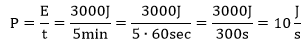 P = E/t = 3000J/5min = 3000J/5 · 60sec = 3000J/300s = 10 J/s